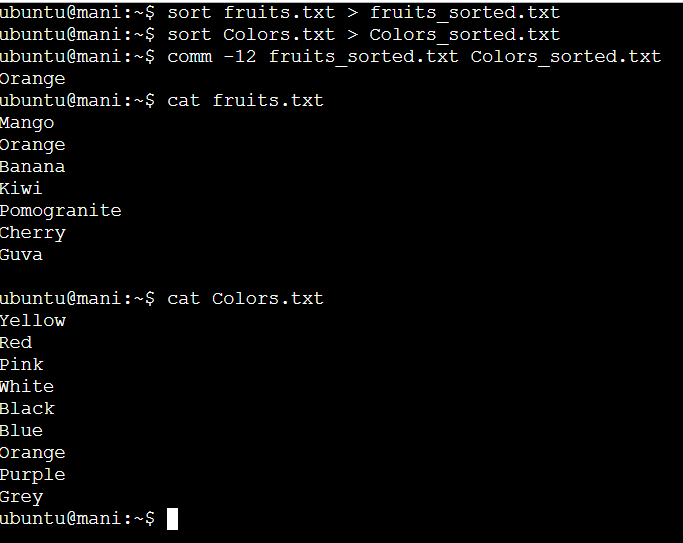 ubuntu@mani:~$ sort fruits.txt > fruits_sorted.txt
ubuntu@mani:~$ sort Colors.txt > Colors_sorted.txt
ubuntu@mani:~$ comm -12 fruits_sorted.txt Colors_sorted.txt
Orange
ubuntu@mani:~$ cat fruits.txt
Mango
Orange
Banana
Kiwi
Pomogranite
Cherry
Guva
ubuntu@mani:~$ cat Colors.txt
Yellow
Red
Pink
White
Black
Blue
Orange
Purple
Grey
ubuntu@mani:~$